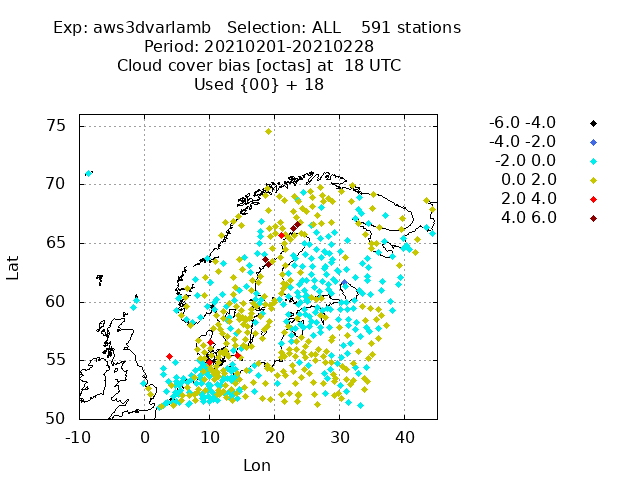 Exp: aws3dvarlamb   Selection: ALL    591 stations
Period: 20210201-20210228
Cloud cover bias [octas] at  18 UTC
Used {00} + 18
-6.0 -4.0
-4.0 -2.0
-2.0 0.0
0.0 2.0
2.0 4.0
4.0 6.0
75
70
65
60
55
50
Lat
-10 0 10 20 30 40
Lon